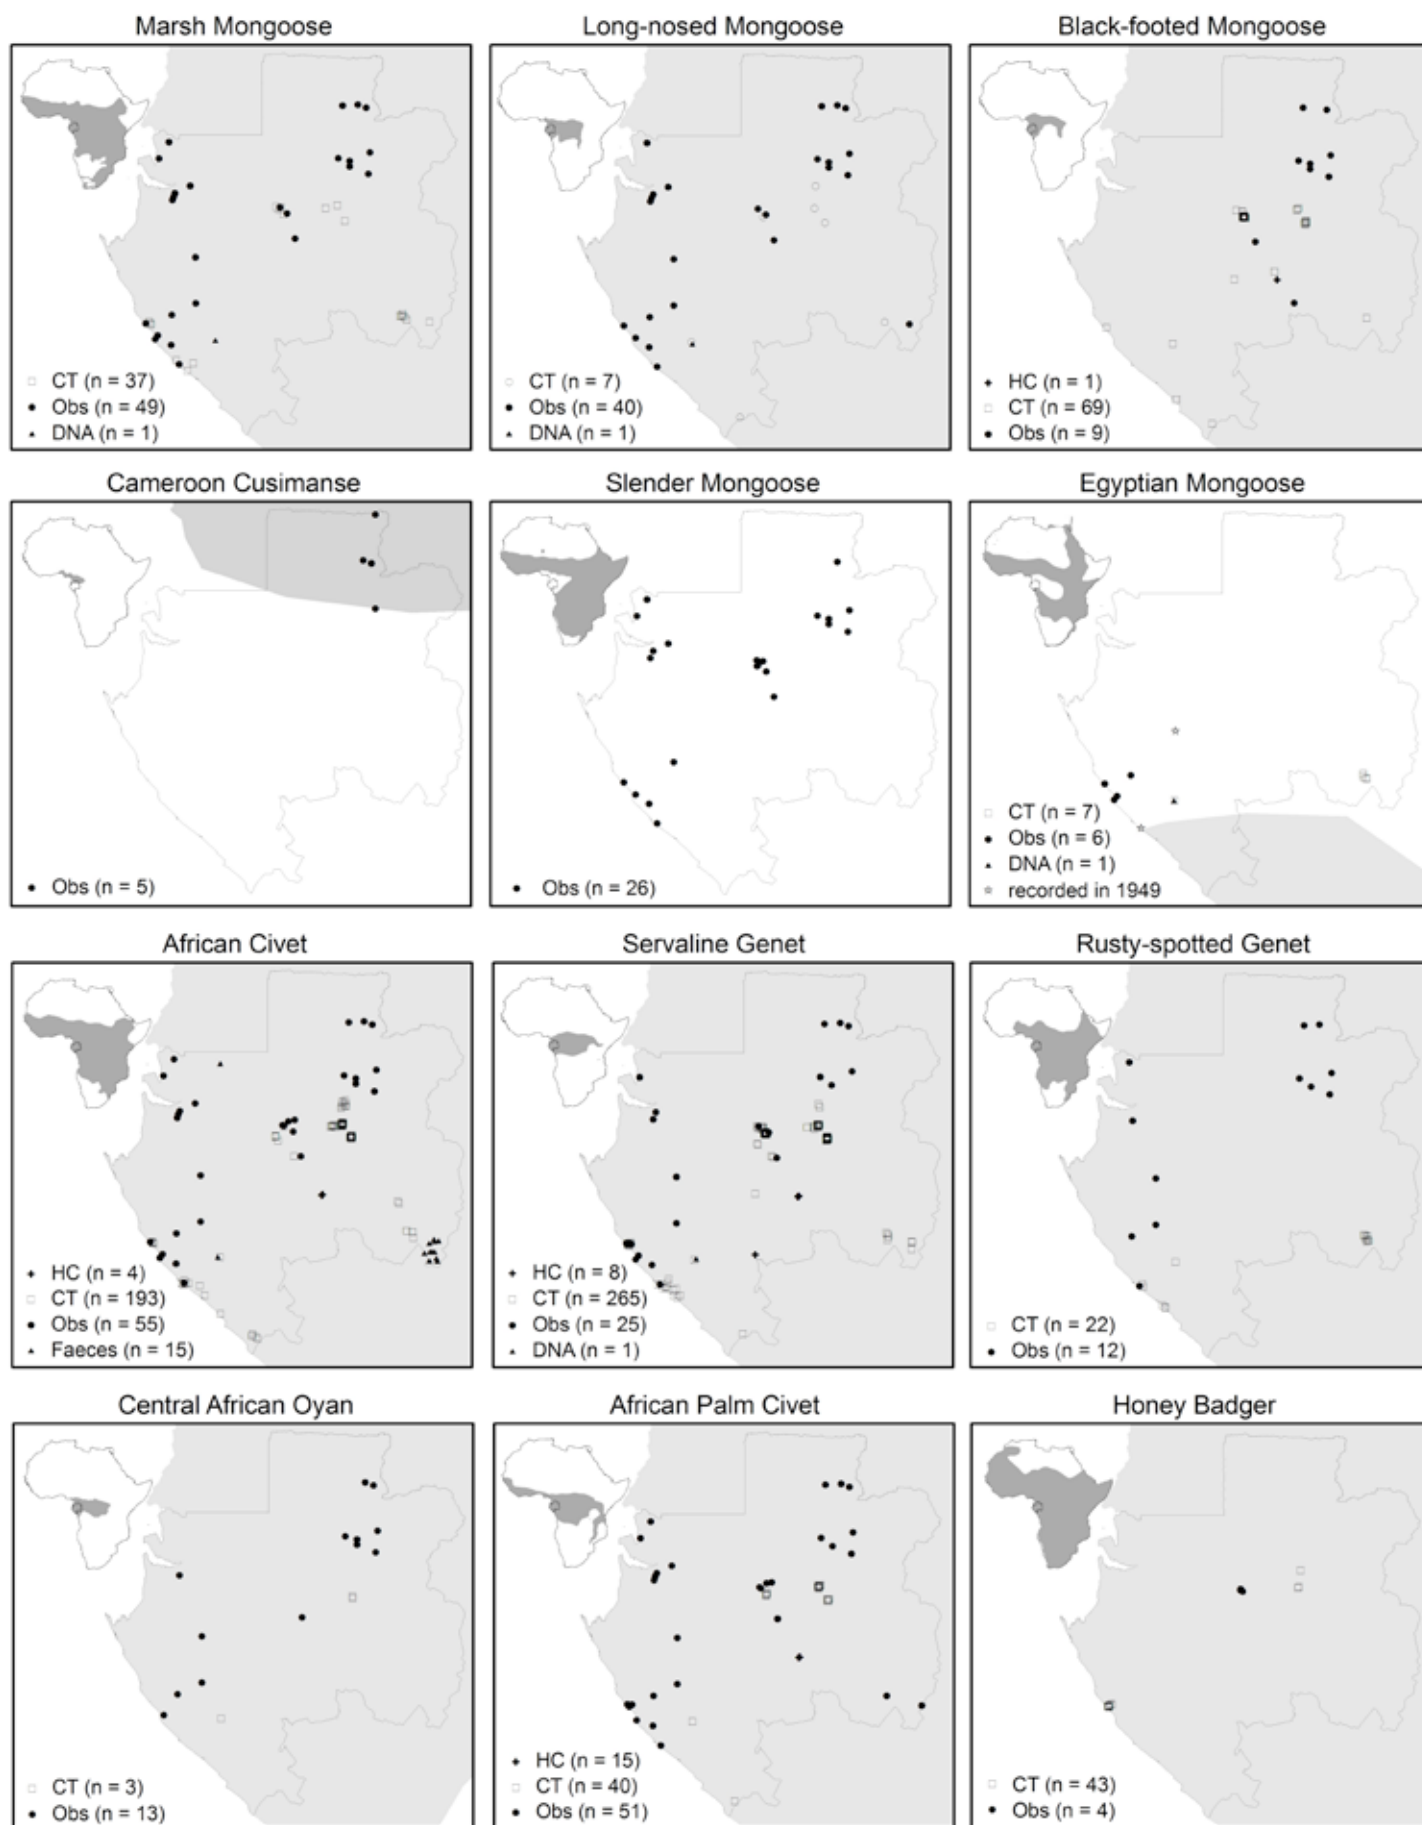 Marsh Mongoose
Long-nosed Mongoose
Black-footed Mongoose
CT (n = 37)
Obs (n = 49)
DNA (n = 1)
CT (n = 7)
Obs (n = 40)
DNA (n = 1)
HC (n = 1)
CT (n = 69)
Obs (n = 9)
Cameroon Cusimanse
Slender Mongoose
Egyptian Mongoose
Obs (n = 5)
Obs (n = 26)
CT (n = 7)
Obs (n = 6)
DNA (n = 1)
recorded in 1949
African Civet
Servaline Genet
Rusty-spotted Genet
HC (n = 4)
CT (n = 193)
Obs (n = 55)
Faeces (n = 15)
HC (n = 8)
CT (n = 265)
Obs (n = 25)
DNA (n = 1)
CT (n = 22)
Obs (n = 12)
Central African Oyan
African Palm Civet
Honey Badger
CT (n = 3)
Obs (n = 13)
HC (n = 15)
CT (n = 40)
Obs (n = 51)
CT (n = 43)
Obs (n = 4)